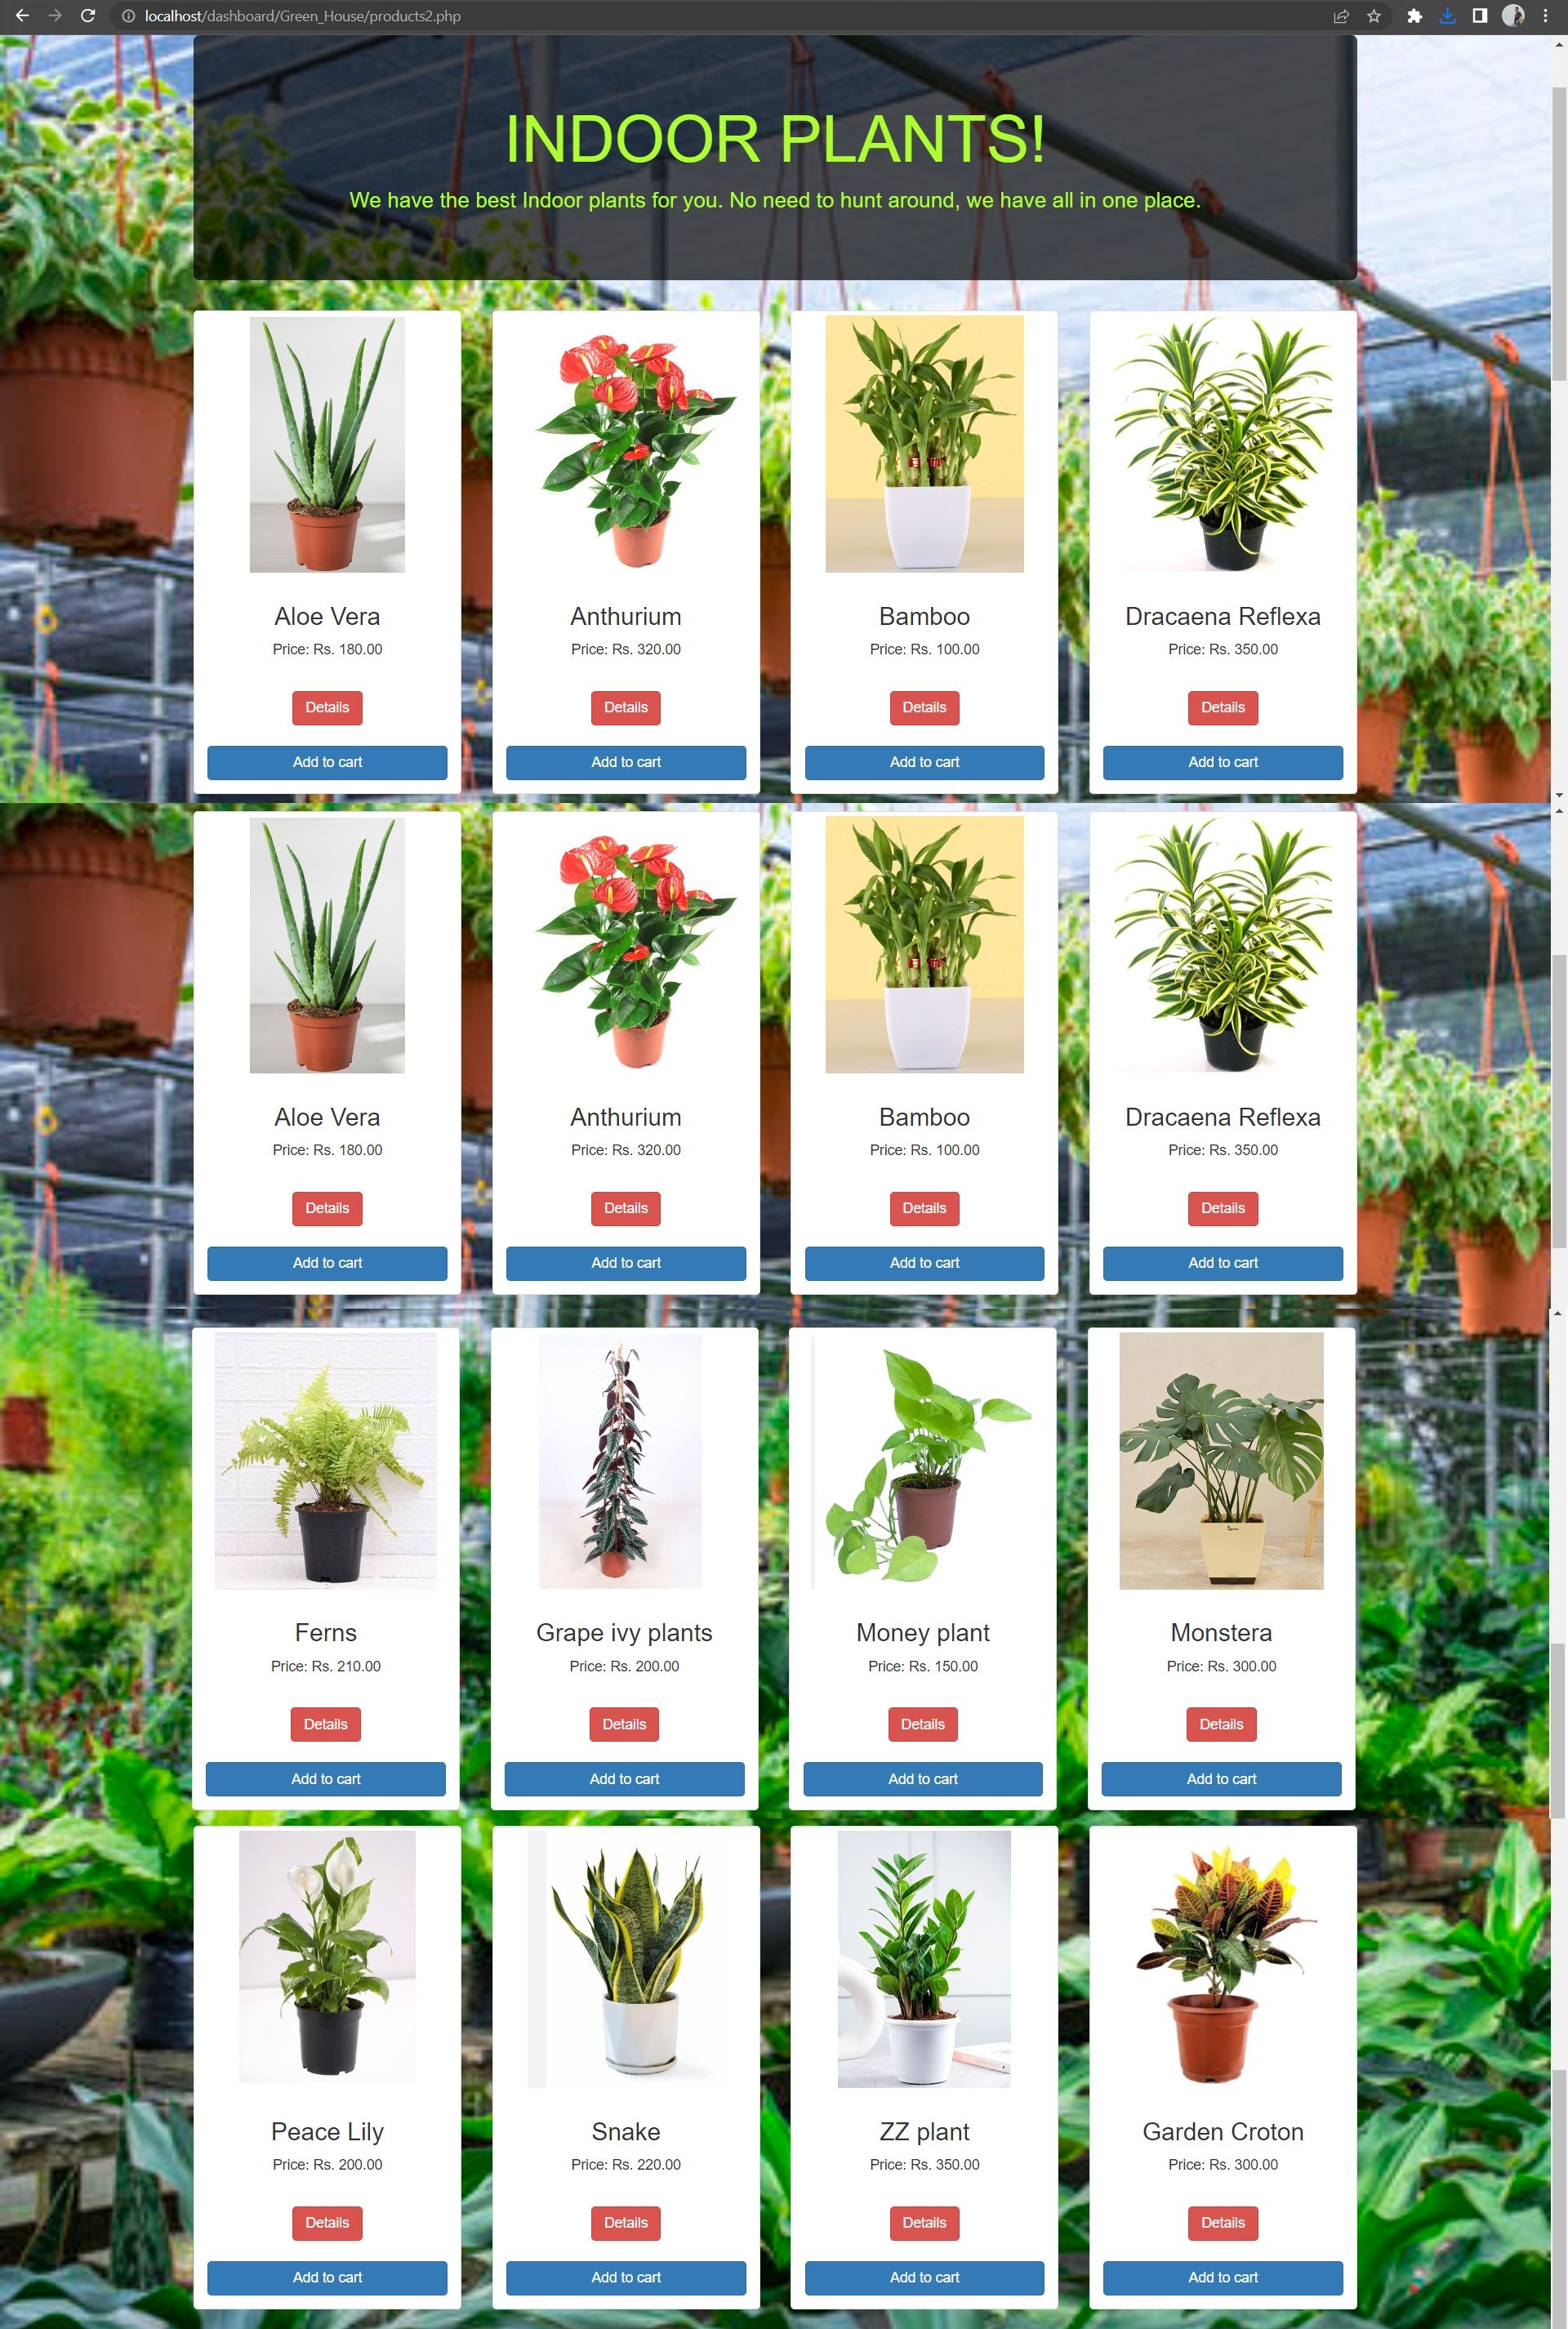 localhost/dashboard/Green_House/products2.php
INDOOR PLANTS!
We have the best Indoor plants for you. No need to hunt around, we have all in one place.
Aloe Vera Anthurium Bamboo Dracaena Reflexa
Price: Rs. 180.00 Price: Rs. 320.00 Price: Rs. 100.00 Price: Rs. 350.00
Details Details Details Details
Add to cart Add to cart Add to cart Add to cart
Aloe Vera Anthurium Bamboo Dracaena Reflexa
Price: Rs. 180.00 Price: Rs. 320.00 Price: Rs. 100.00 Price: Rs. 350.00
Details Details Details Details
Add to cart Add to cart Add to cart Add to cart
Ferns Grape ivy plants Money plant Monstera
Price: Rs. 210.00 Price: Rs. 200.00 Price: Rs. 150.00 Price: Rs. 300.00
Details Details Details Details
Add to cart Add to cart Add to cart Add to cart
Peace Lily Snake ZZ plant Garden Croton
Price: Rs. 200.00 Price: Rs. 220.00 Price: Rs. 350.00 Price: Rs. 300.00
Details Details Details Details
Add to cart Add to cart Add to cart Add to cart